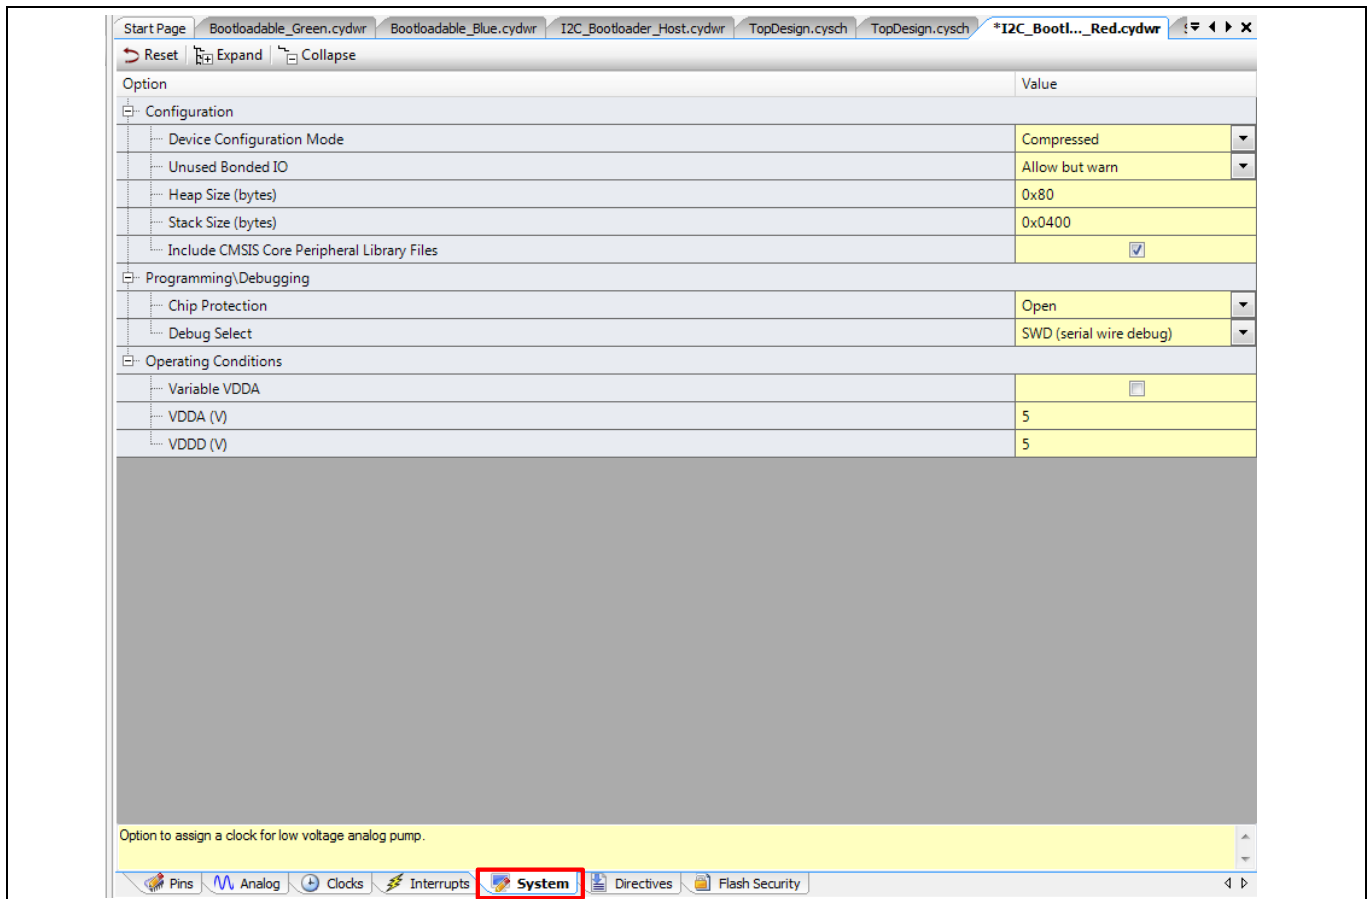 Start Page Bootloadable_Green.cydwr Bootloadable_Blue.cydwr I2C_Bootloader_Host.cydwr TopDesign.cysch TopDesign.cysch *I2C_Bootl..._Red.cydwr
Reset Expand Collapse
Option Value
Configuration
Device Configuration Mode Compressed
Unused Bonded IO Allow but warn
Heap Size (bytes) 0x80
Stack Size (bytes) 0x0400
Include CMSIS Core Peripheral Library Files
Programming\Debugging
Chip Protection Open
Debug Select SWD (serial wire debug)
Operating Conditions
Variable VDDA
VDDA (V) 5
VDDD (V) 5
Option to assign a clock for low voltage analog pump.
Pins Analog Clocks Interrupts System Directives Flash Security